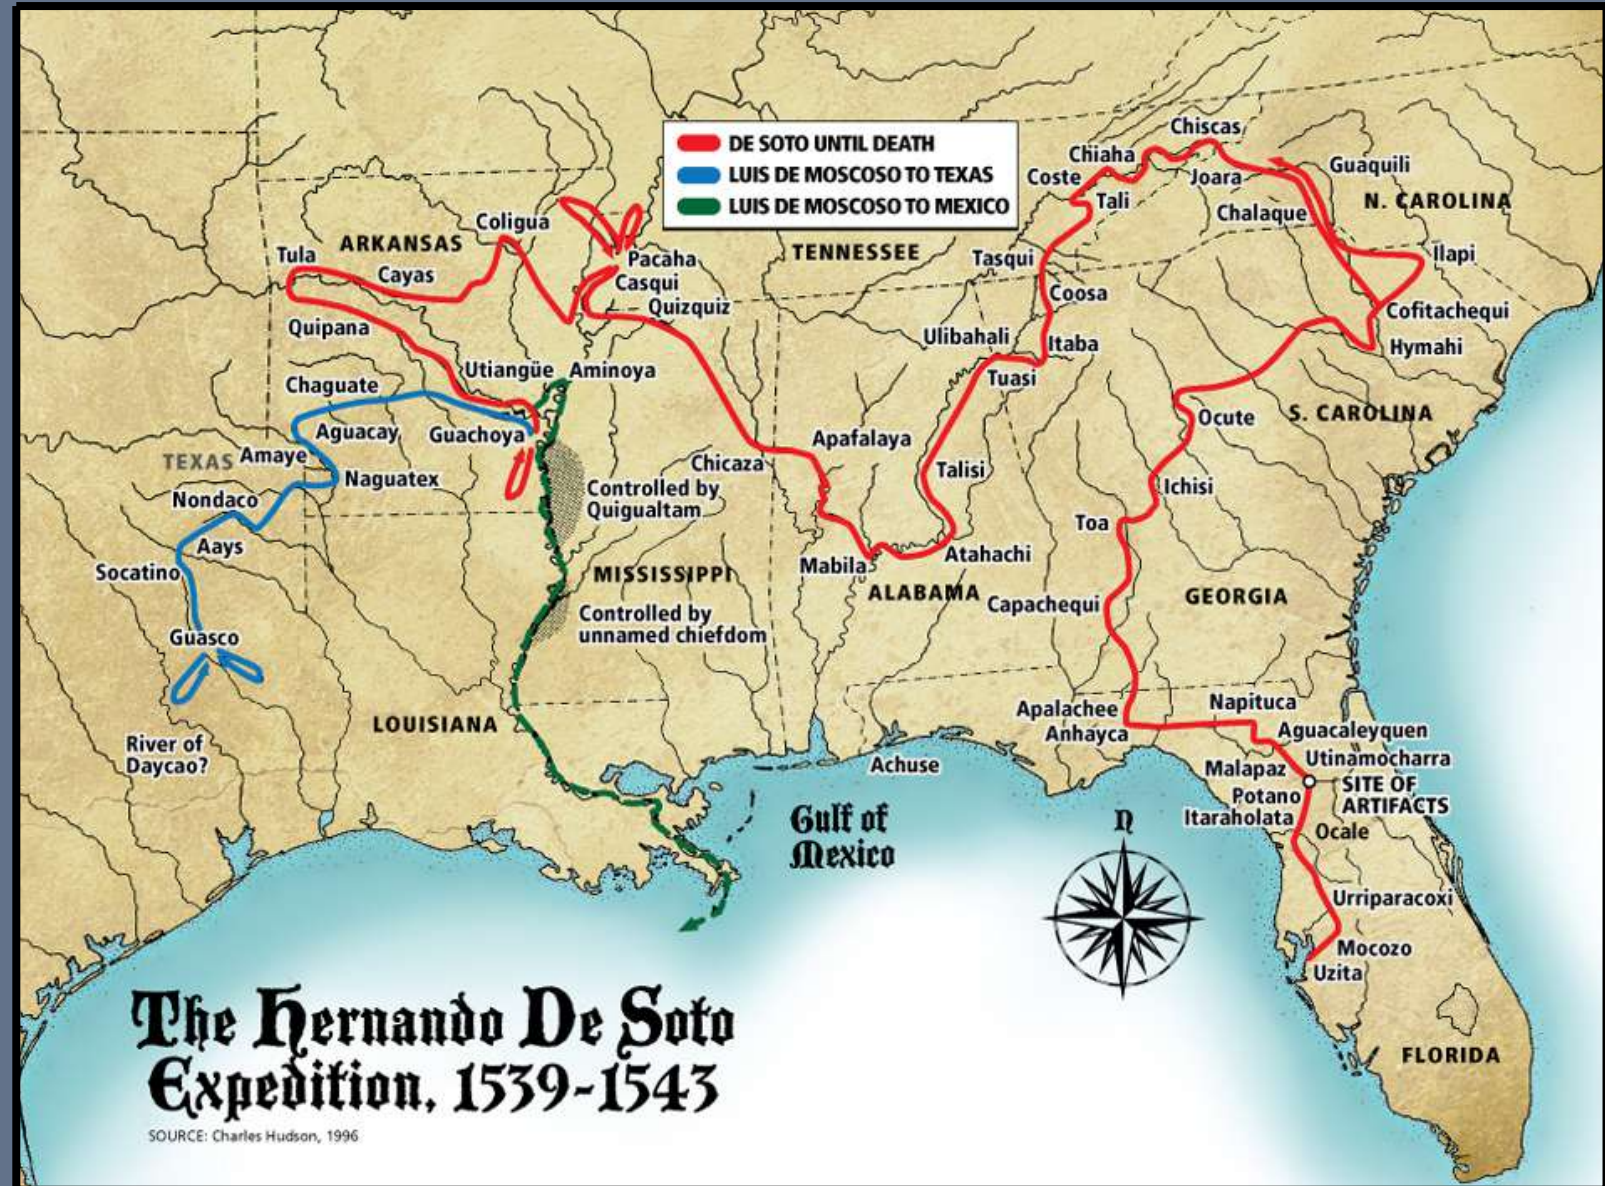 DE SOTO UNTIL DEATH
LUIS DE MOSCOSO TO TEXAS
LUIS DE MOSCOSO TO MEXICO
Chiscas
Chiaha
Coste
Joara
Guaquili
Tali
N. CAROLINA
Chalaque
Coligua
ARKANSAS
TENNESSEE
Tula
Cayas
Pacaha
Casqui
Quizquiz
Tasqui
Ilapi
Coosa
Cofitachequi
Quipana
Ulibahali
Itaba
Hymahi
Utiangüe
Aminoya
Tuasi
Chaguate
Ocute
S. CAROLINA
Aguacay
Guachoya
Apafalaya
TEXAS
Amaye
Chicaza
Talisi
Naguatex
Controlled by
Quigualtam
Ichisi
Nondaco
Toa
Aays
Atahachi
Socatino
Mabila
MISSISSIPPI
ALABAMA
Capachequi
GEORGIA
Controlled by
unnamed chiefdom
Guasco
LOUISIANA
Apalachee
Anhayca
Napituca
Aguacaleyquen
River of
Daycao?
Achuse
Utinamocharra
Malapaz
SITE OF
ARTIFACTS
Potano
Itaraholata
Ocale
Gulf of
Mexico
n
Urriparacoxi
Mocozo
Uzita
FLORIDA
The Hernando De Soto
Expedition, 1539-1543
SOURCE: Charles Hudson, 1996